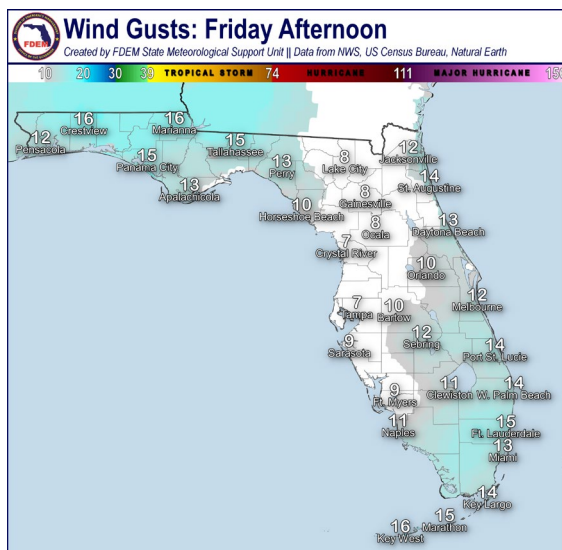 FDEM
Wind Gusts: Friday Afternoon
Created by FDEM State Meteorological Support Unit || Data from NWS, US Census Bureau, Natural Earth
10 20 30 39 TROPICAL STORM 74 HURRICANE 111 MAJOR HURRICANE 15
16
Crestview
16
Marianna
12
Pensacola
15
Panama City
15
Tallahassee
13
Apalachicola
13
Perry
8
Lake City
12
Jacksonville
14
St. Augustine
8
Gainesville
10
Horseshoe Beach
8
Ocala
13
Daytona Beach
7
Crystal River
10
Orlando
12
Melbourne
7
Tampa
10
Bartow
9
Sarasota
12
Sebring
14
Port St. Lucie
9
Ft. Myers
11
Clewiston
14
W. Palm Beach
11
Naples
15
Ft. Lauderdale
13
Miami
14
Key Largo
15
Marathon
16
Key West